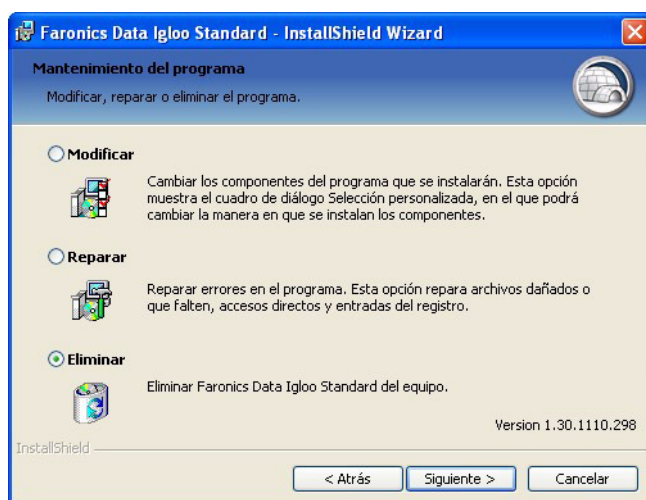 Faronics Data Igloo Standard - InstallShield Wizard
Mantenimiento del programa
Modificar, reparar o eliminar el programa.
Modificar
Cambiar los componentes del programa que se instalarán. Esta opción
muestra el cuadro de diálogo Selección personalizada, en el que podrá
cambiar la manera en que se instalan los componentes.
Reparar
Reparar errores en el programa. Esta opción repara archivos dañados o
que falten, accesos directos y entradas del registro.
Eliminar
Eliminar Faronics Data Igloo Standard del equipo.
Version 1.30.1110.298
InstallShield
< Atrás
Siguiente >
Cancelar